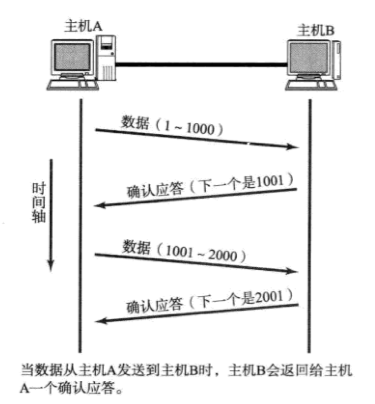 主机A
主机B
数据（1～1000）
确认应答（下一个是1001）
时间轴
数据（1001～2000）
确认应答（下一个是2001）
当数据从主机A发送到主机B时，主机B会返回给主机
A一个确认应答。